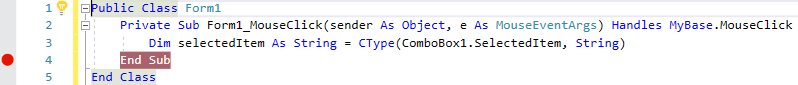 1 Public Class Form1
2 Private Sub Form1_MouseClick(sender As Object, e As MouseEventArgs) Handles MyBase.MouseClick
3 Dim selectedItem As String = CType(ComboBox1.SelectedItem, String)
4 End Sub
5 End Class